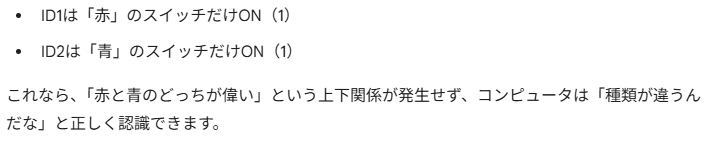 • ID1は「赤」のスイッチだけON（1）
• ID2は「青」のスイッチだけON（1）
これなら、「赤と青のどっちが偉い」という上下関係が発生せず、コンピュータは「種類が違うん
だな」と正しく認識できます。